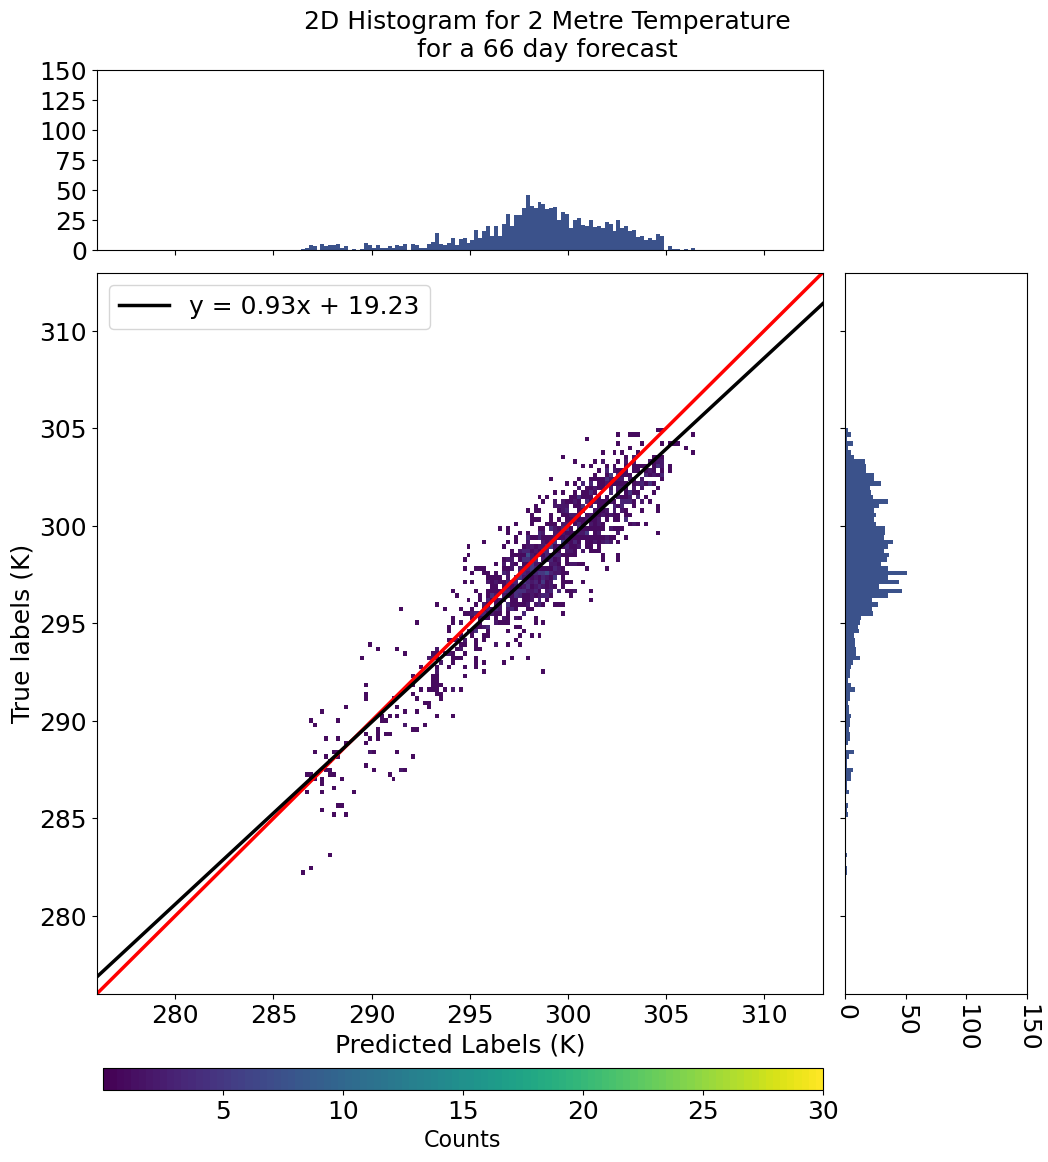 2D Histogram for 2 Metre Temperature
for a 66 day forecast
150
125
100
75
50
25
0
y = 0.93x + 19.23
310
305
300
295
290
285
280
True labels (K)
280 285 290 295 300 305 310
Predicted Labels (K)
0 50 100 150
5 10 15 20 25 30
Counts